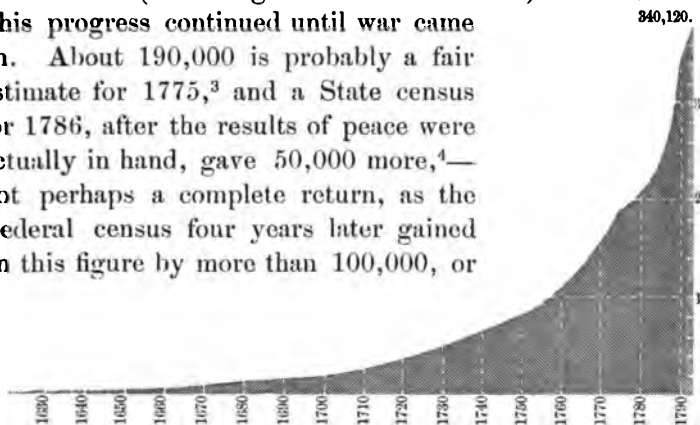 840,120.
his progress continued until war came
n. About 190,000 is probably a fair
stimate for 1775,³ and a State census
r 1786, after the results of peace were
ctually in hand, gave 50,000 more,⁴—
ot perhaps a complete return, as the
ederal census four years later gained
n this figure by more than 100,000, or
1630 1640 1650 1660 1670 1680 1690 1700 1710 1720 1730 1740 1750 1760 1770 1780 1790